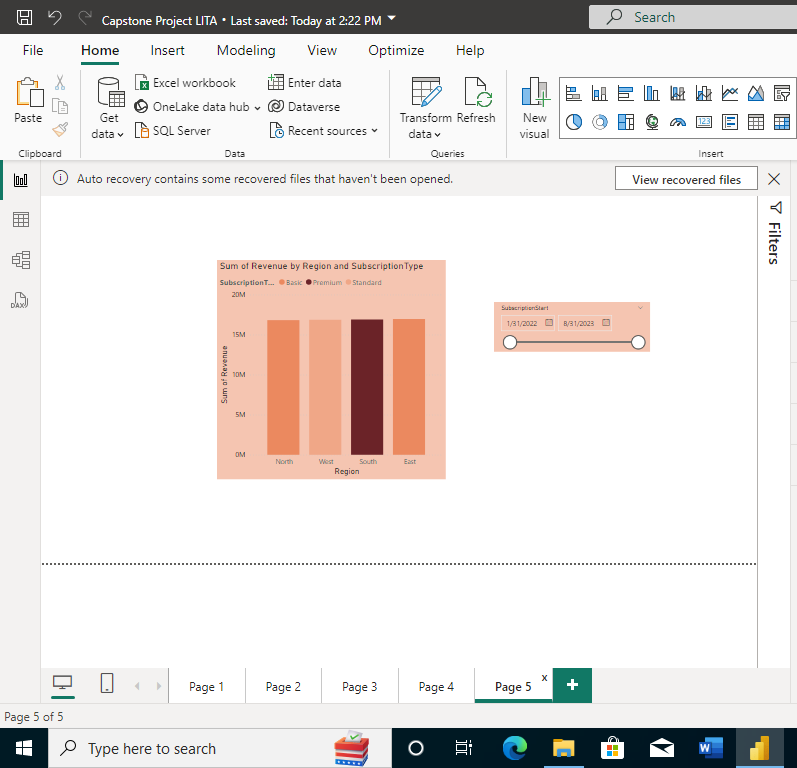 Capstone Project LITA • Last saved: Today at 2:22 PM
Search
File Home Insert Modeling View Optimize Help
Paste
Clipboard
Get data
Excel workbook
OneLake data hub
SQL Server
Enter data
Dataverse
Recent sources
Data
Transform data
Refresh
Queries
New visual
123
Insert
Auto recovery contains some recovered files that haven't been opened.
View recovered files
Filters
DAX
Sum of Revenue by Region and SubscriptionType
SubscriptionT... Basic Premium Standard
20M
15M
10M
5M
0M
Sum of Revenue
North West South East
Region
SubscriptionStart
1/31/2022 8/31/2023
Page 1 Page 2 Page 3 Page 4 Page 5 x +
Page 5 of 5
Type here to search